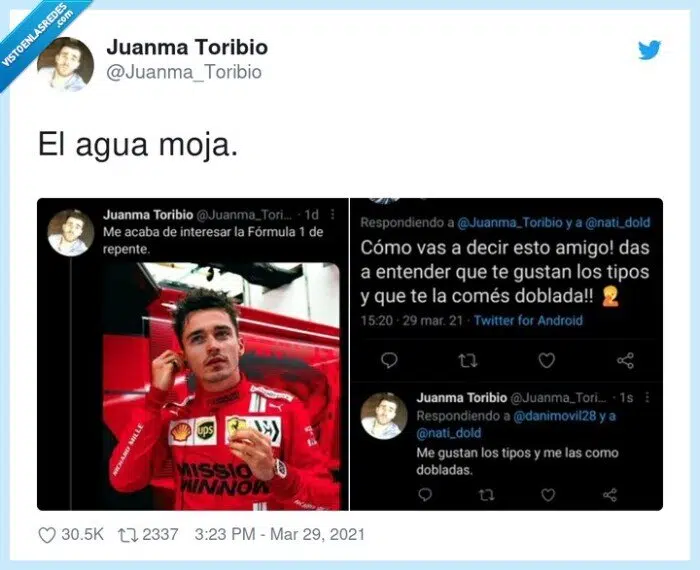 VISTOENLASREDES
.com
Juanma Toribio
@Juanma_Toribio
El agua moja.
Juanma Toribio @Juanma_Tori... · 1d
Me acaba de interesar la Fórmula 1 de
repente.
RICHARD MILLE
ups
MISSION
WINNOW
Respondiendo a @Juanma_Toribio y a @nati_dold
Cómo vas a decir esto amigo! das
a entender que te gustan los tipos
y que te la comés doblada!! 🤦
15:20 · 29 mar. 21 · Twitter for Android
Juanma Toribio @Juanma_Tori... · 1s
Respondiendo a @danimovil28 y a
@nati_dold
Me gustan los tipos y me las como
dobladas.
30.5K 2337 3:23 PM - Mar 29, 2021